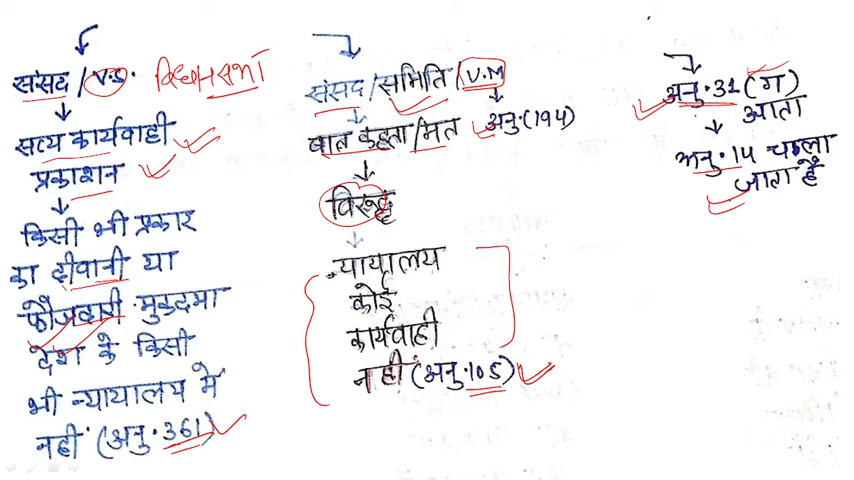 संसद / V.S. विधानसभा
सत्य कार्यवाही
प्रकाशन
किसी भी प्रकार
का दीवानी या
फौजदारी मुकदमा
देश के किसी
भी न्यायालय में
नहीं (अनु. 361)
संसद / समिति / V.M
बात कहता / मत
अनु. (194)
विरूद्ध
न्यायालय
कोई
कार्यवाही
नहीं (अनु. 105)
अनु. 31 (ग)
आता
अनु. 14 चला
जाता है